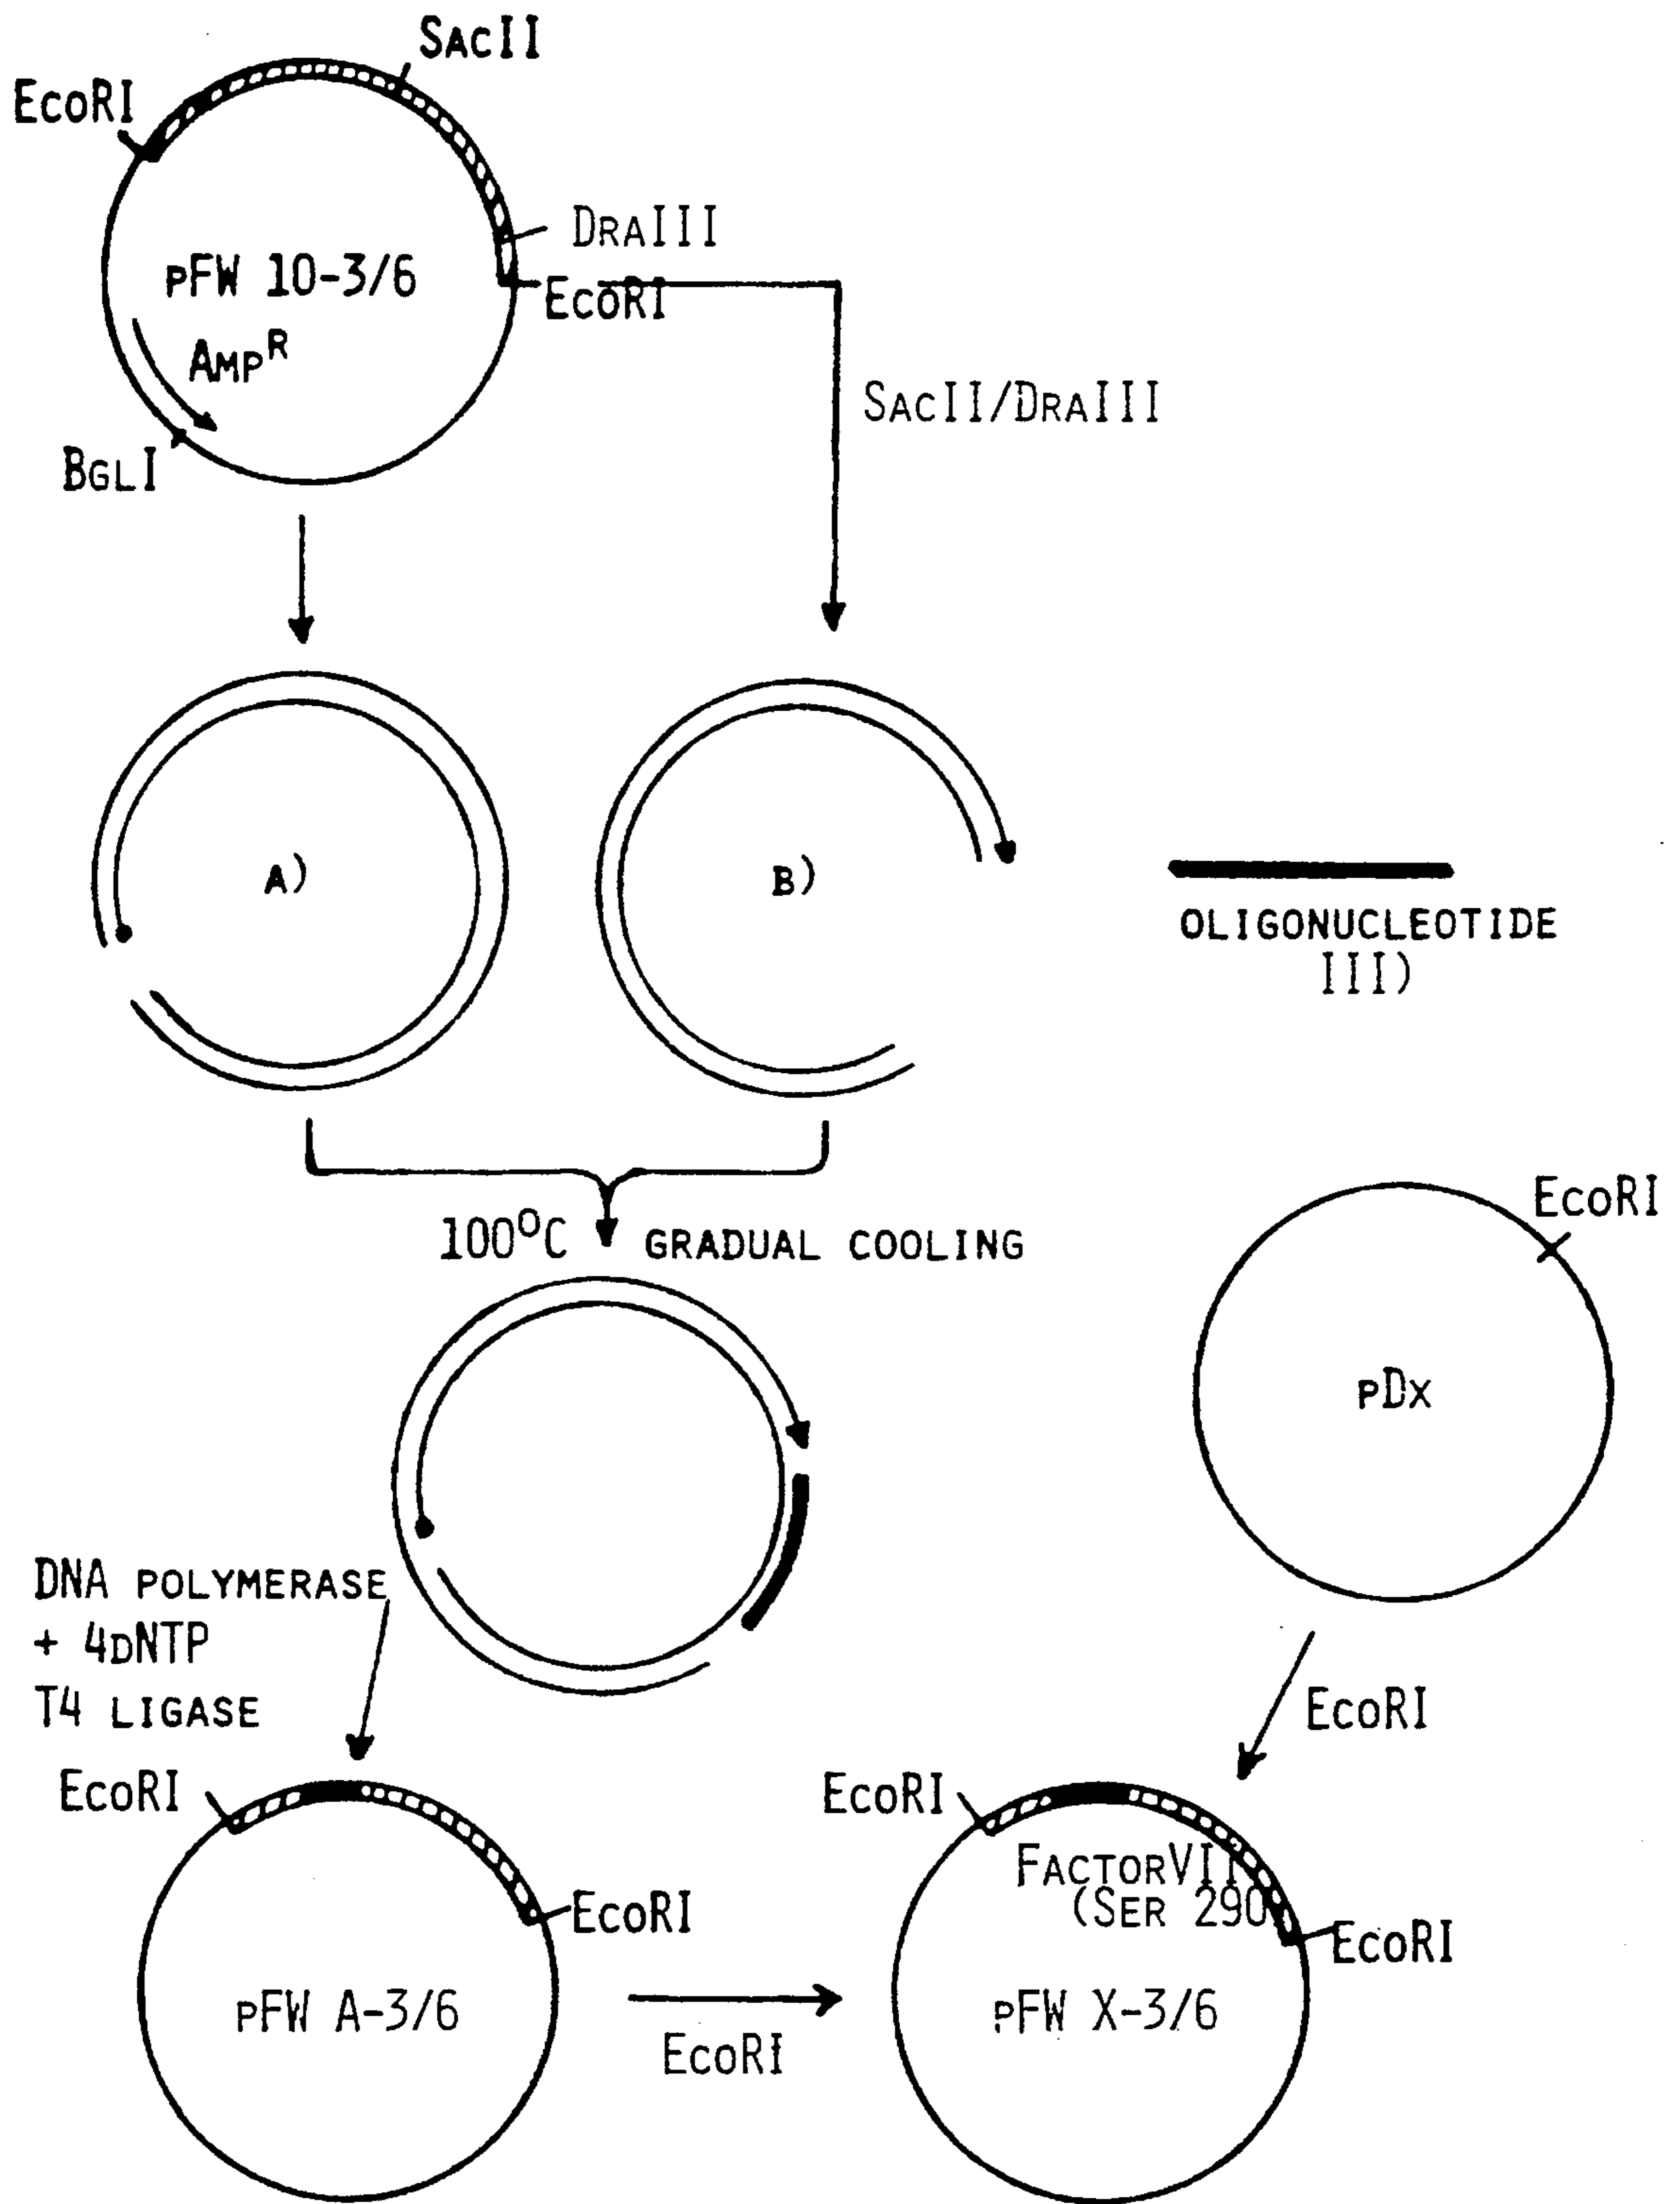 SacII
EcoRI
DraIII
pFW 10-3/6
EcoRI
AmpR
SacII/DraIII
BglI
A)
B)
OLIGONUCLEOTIDE
III)
EcoRI
100°C GRADUAL COOLING
pDx
DNA POLYMERASE
+ 4dNTP
T4 LIGASE
EcoRI
EcoRI
EcoRI
Factor VII
(Ser 290
EcoRI
EcoRI
pFW A-3/6
pFW X-3/6
EcoRI